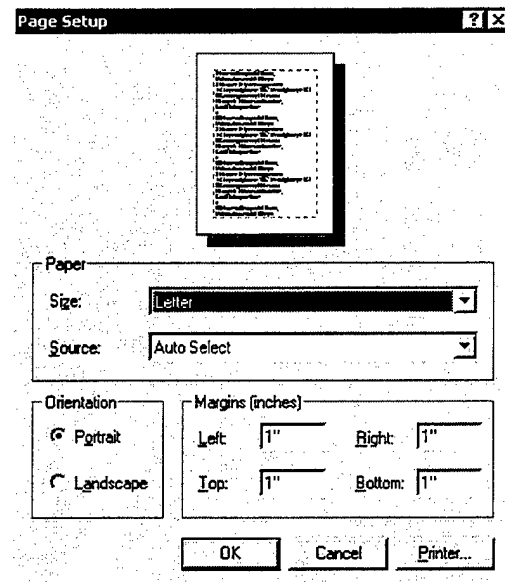 Page Setup
Paper
Size: Letter
Source: Auto Select
Orientation
Portrait
Landscape
Margins (inches)
Left: 1" Right: 1"
Top: 1" Bottom: 1"
OK Cancel Printer...